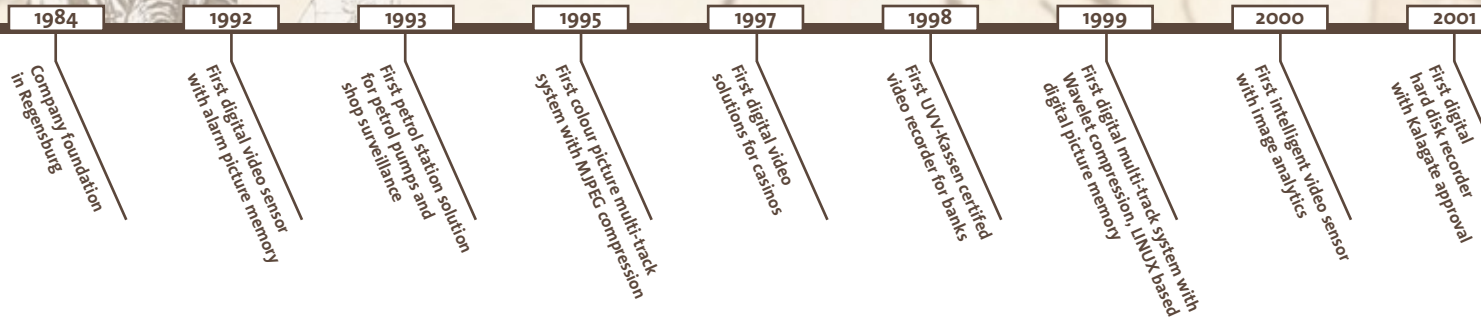 1984
Company foundation
in Regensburg
1992
First digital video sensor
with alarm picture memory
1993
First petrol station solution
for petrol pumps and
shop surveillance
1995
First colour picture multi-track
system with MJPEG compression
1997
First digital video
solutions for casinos
1998
First UVV-Kassen certifed
video recorder for banks
1999
First digital multi-track system with
Wavelet compression, LINUX based
digital picture memory
2000
First intelligent video sensor
with image analytics
2001
First digital
hard disk recorder
with Kalagate approval